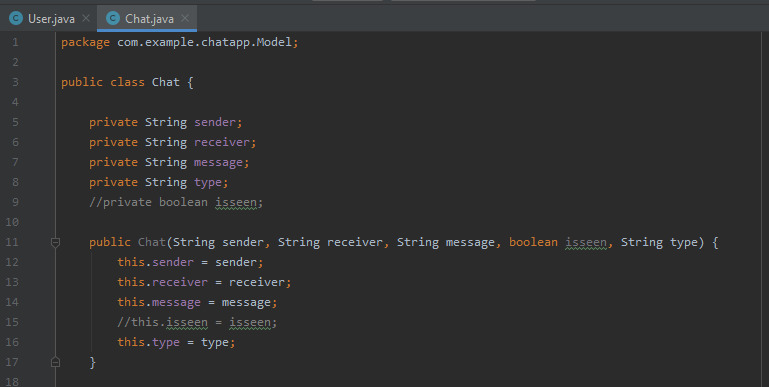 User.java Chat.java
1 package com.example.chatapp.Model;
2
3 public class Chat {
4
5 private String sender;
6 private String receiver;
7 private String message;
8 private String type;
9 //private boolean isseen;
10
11 public Chat(String sender, String receiver, String message, boolean isseen, String type) {
12 this.sender = sender;
13 this.receiver = receiver;
14 this.message = message;
15 //this.isseen = isseen;
16 this.type = type;
17 }
18